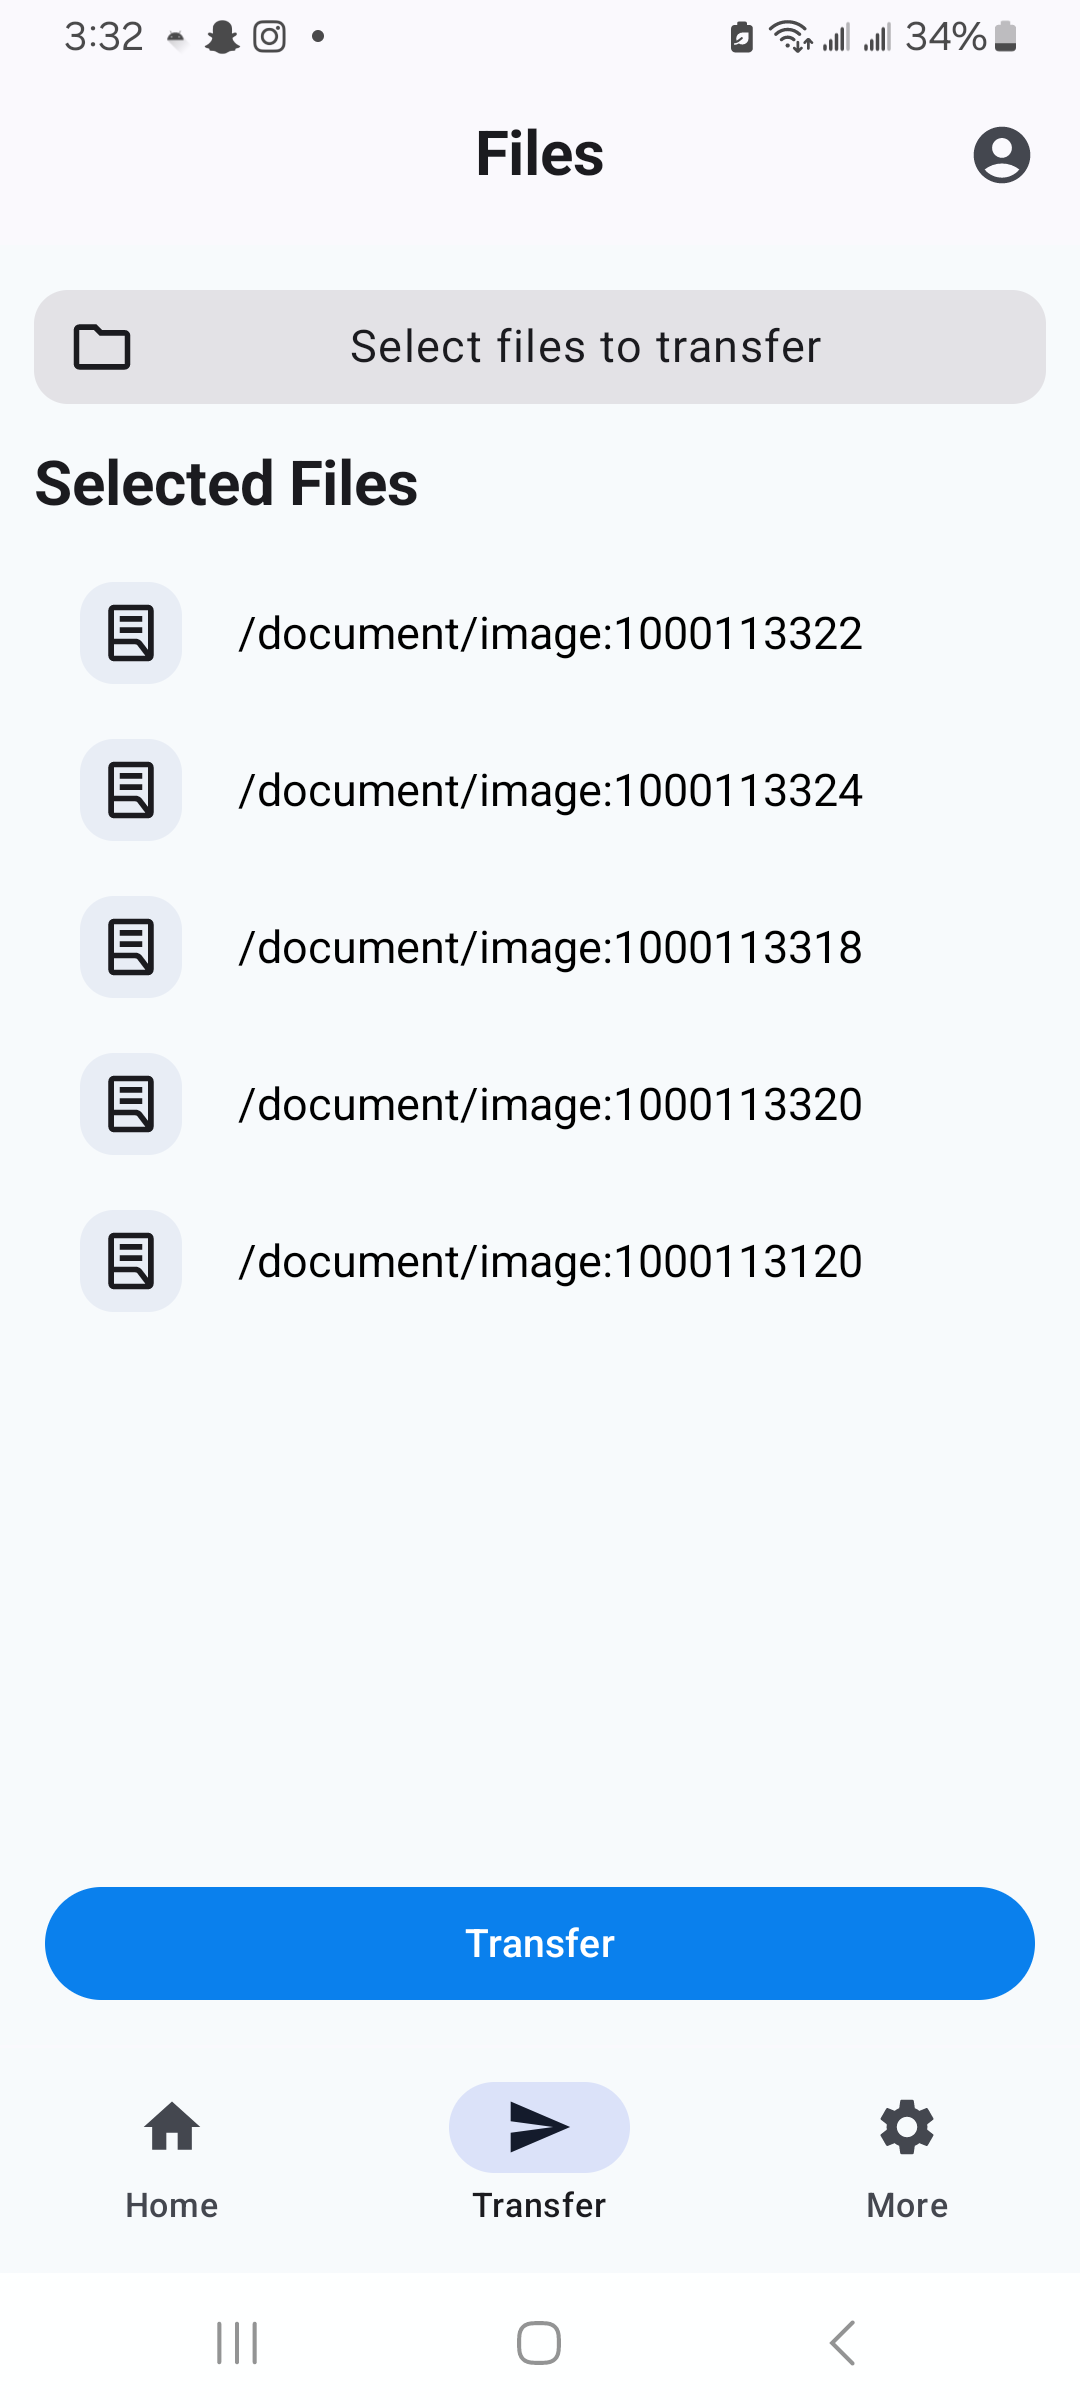 3:32
34%
Files
Select files to transfer
Selected Files
/document/image:1000113322
/document/image:1000113324
/document/image:1000113318
/document/image:1000113320
/document/image:1000113120
Transfer
Home
Transfer
More